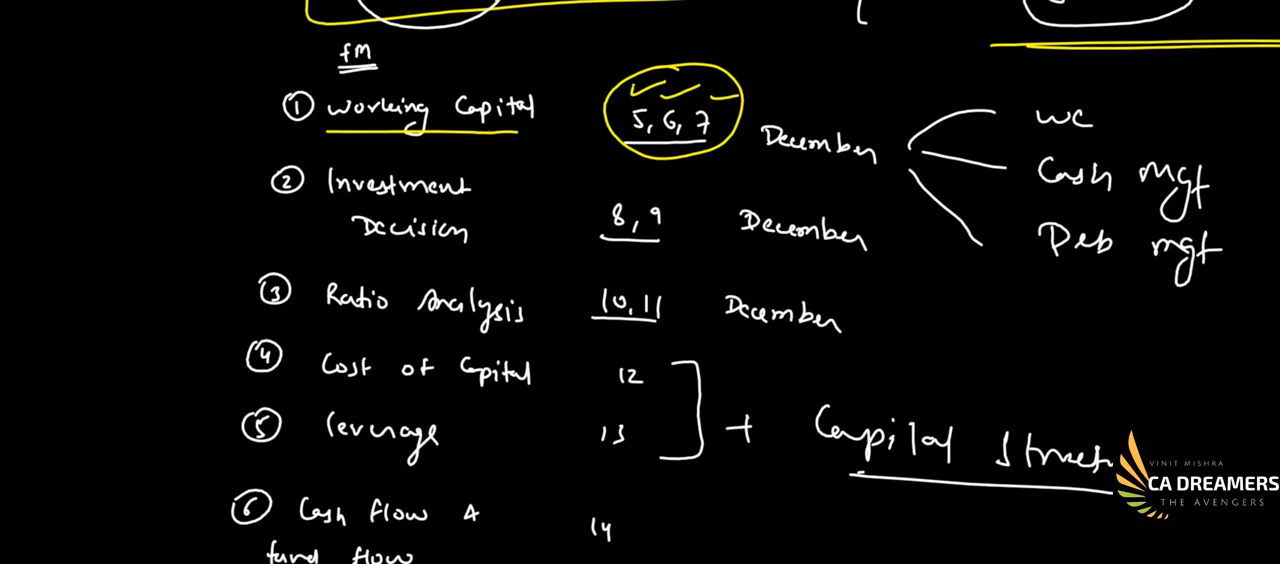 fm
① Working Capital 5, 6, 7 December WC
Cash mgt
Deb mgt
② Investment
Decision 8, 9 December
③ Ratio Analysis 10, 11 December
④ Cost of Capital 12
⑤ leverage 13 + Capital
⑥ Cash flow & 14
fund flow
VINIT MISHRA
CA DREAMERS
THE AVENGERS